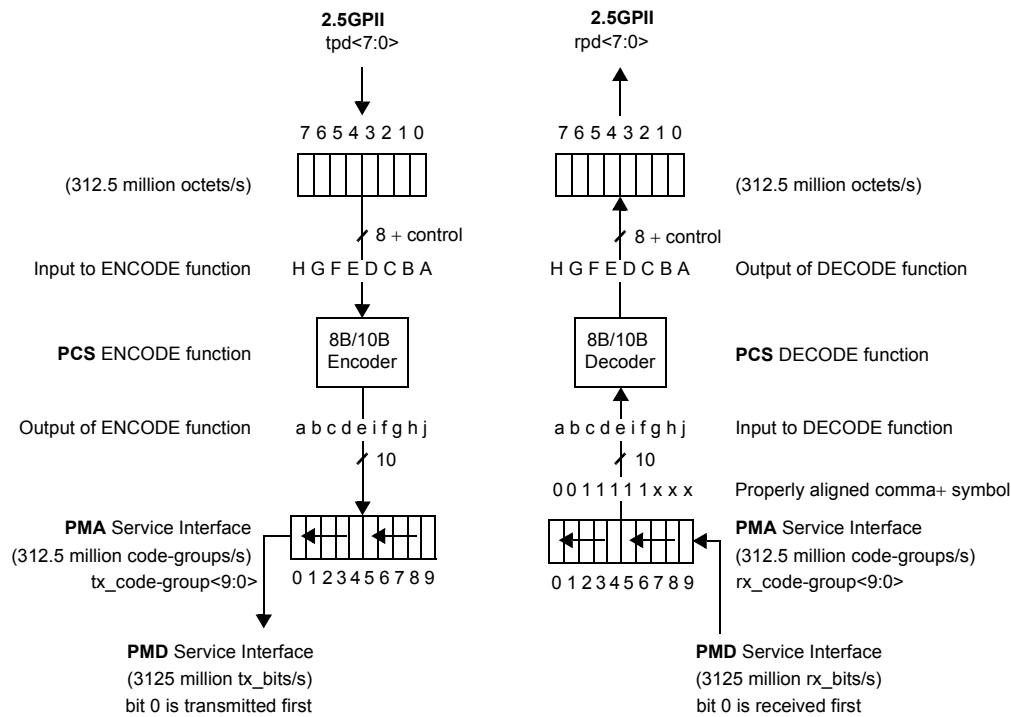 2.5GPII
tpd<7:0>
2.5GPII
rpd<7:0>
7 6 5 4 3 2 1 0
7 6 5 4 3 2 1 0
(312.5 million octets/s)
(312.5 million octets/s)
8 + control
8 + control
Input to ENCODE function
H G F E D C B A
H G F E D C B A
Output of DECODE function
PCS ENCODE function
8B/10B
Encoder
8B/10B
Decoder
PCS DECODE function
Output of ENCODE function
a b c d e i f g h j
a b c d e i f g h j
Input to DECODE function
10
10
0 0 1 1 1 1 1 x x x
Properly aligned comma+ symbol
PMA Service Interface
(312.5 million code-groups/s)
tx_code-group<9:0>
0 1 2 3 4 5 6 7 8 9
0 1 2 3 4 5 6 7 8 9
PMA Service Interface
(312.5 million code-groups/s)
rx_code-group<9:0>
PMD Service Interface
(3125 million tx_bits/s)
bit 0 is transmitted first
PMD Service Interface
(3125 million rx_bits/s)
bit 0 is received first